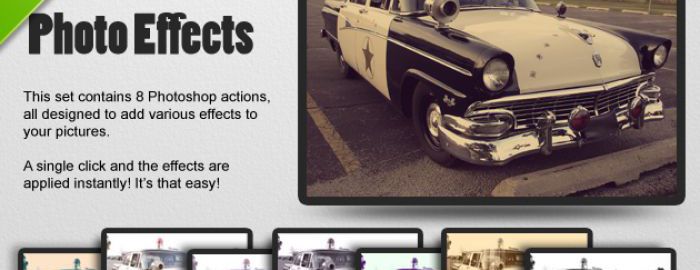 Photo Effects
This set contains 8 Photoshop actions,
all designed to add various effects to
your pictures.
A single click and the effects are
applied instantly! It's that easy!